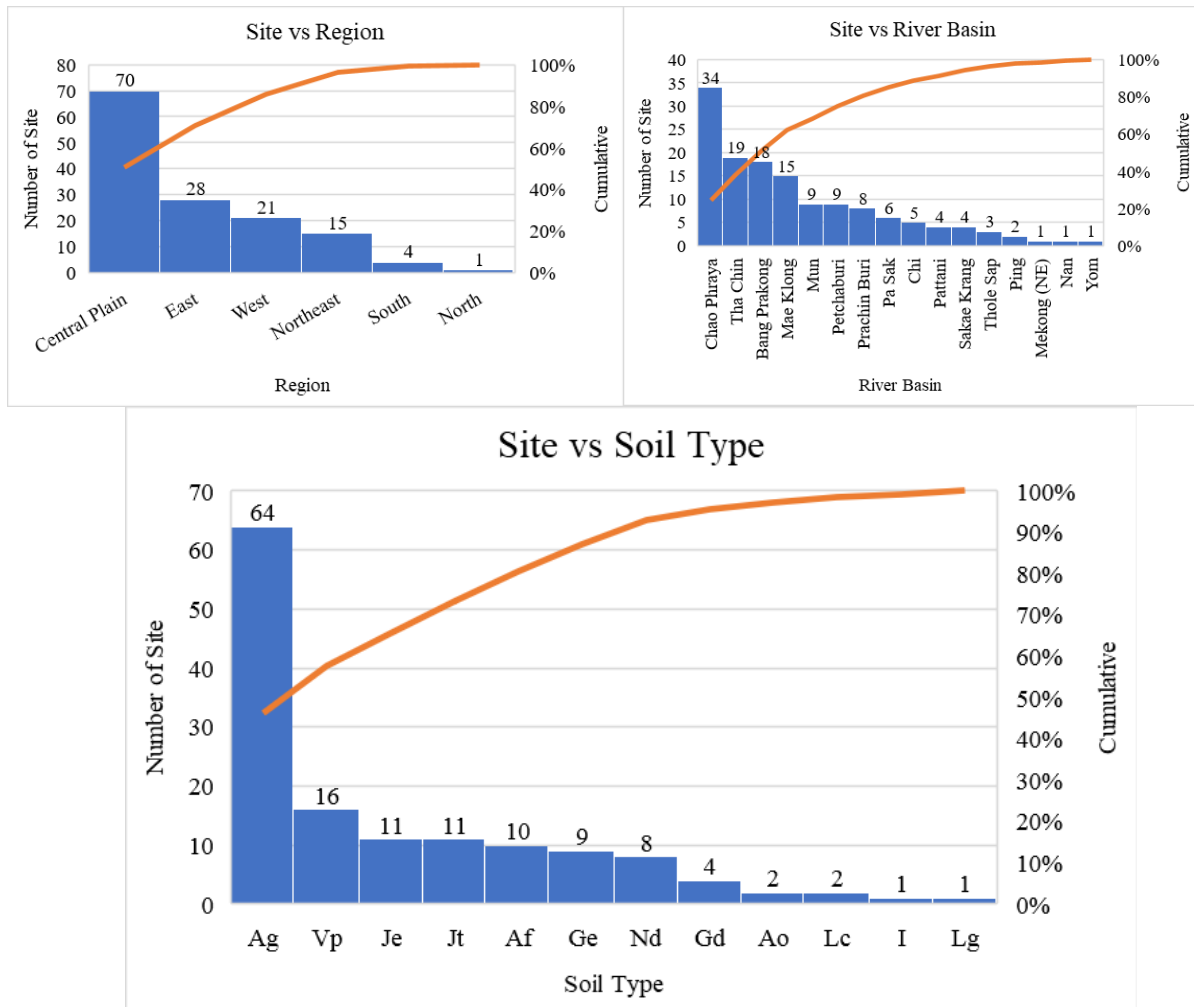 Site vs Region
Number of Site
80
70
60
50
40
30
20
10
0
70
28
21
15
4
1
100%
80%
60%
40%
20%
0%
Cumulative
Central Plain
East
West
Northeast
South
North
Region
Site vs River Basin
Number of Site
40
35
30
25
20
15
10
5
0
34
19
18
15
9
9
8
6
5
4
4
3
2
1
1
1
100%
80%
60%
40%
20%
0%
Cumulative
Chao Phraya
Tha Chin
Bang Prakong
Mae Klong
Mun
Petchaburi
Prachin Buri
Pa Sak
Chi
Pattani
Sakae Krang
Thole Sap
Ping
Mekong (NE)
Nan
Yom
River Basin
Site vs Soil Type
Number of Site
70
60
50
40
30
20
10
0
64
16
11
11
10
9
8
4
2
2
1
1
100%
90%
80%
70%
60%
50%
40%
30%
20%
10%
0%
Cumulative
Ag Vp Je Jt Af Ge Nd Gd Ao Lc I Lg
Soil Type